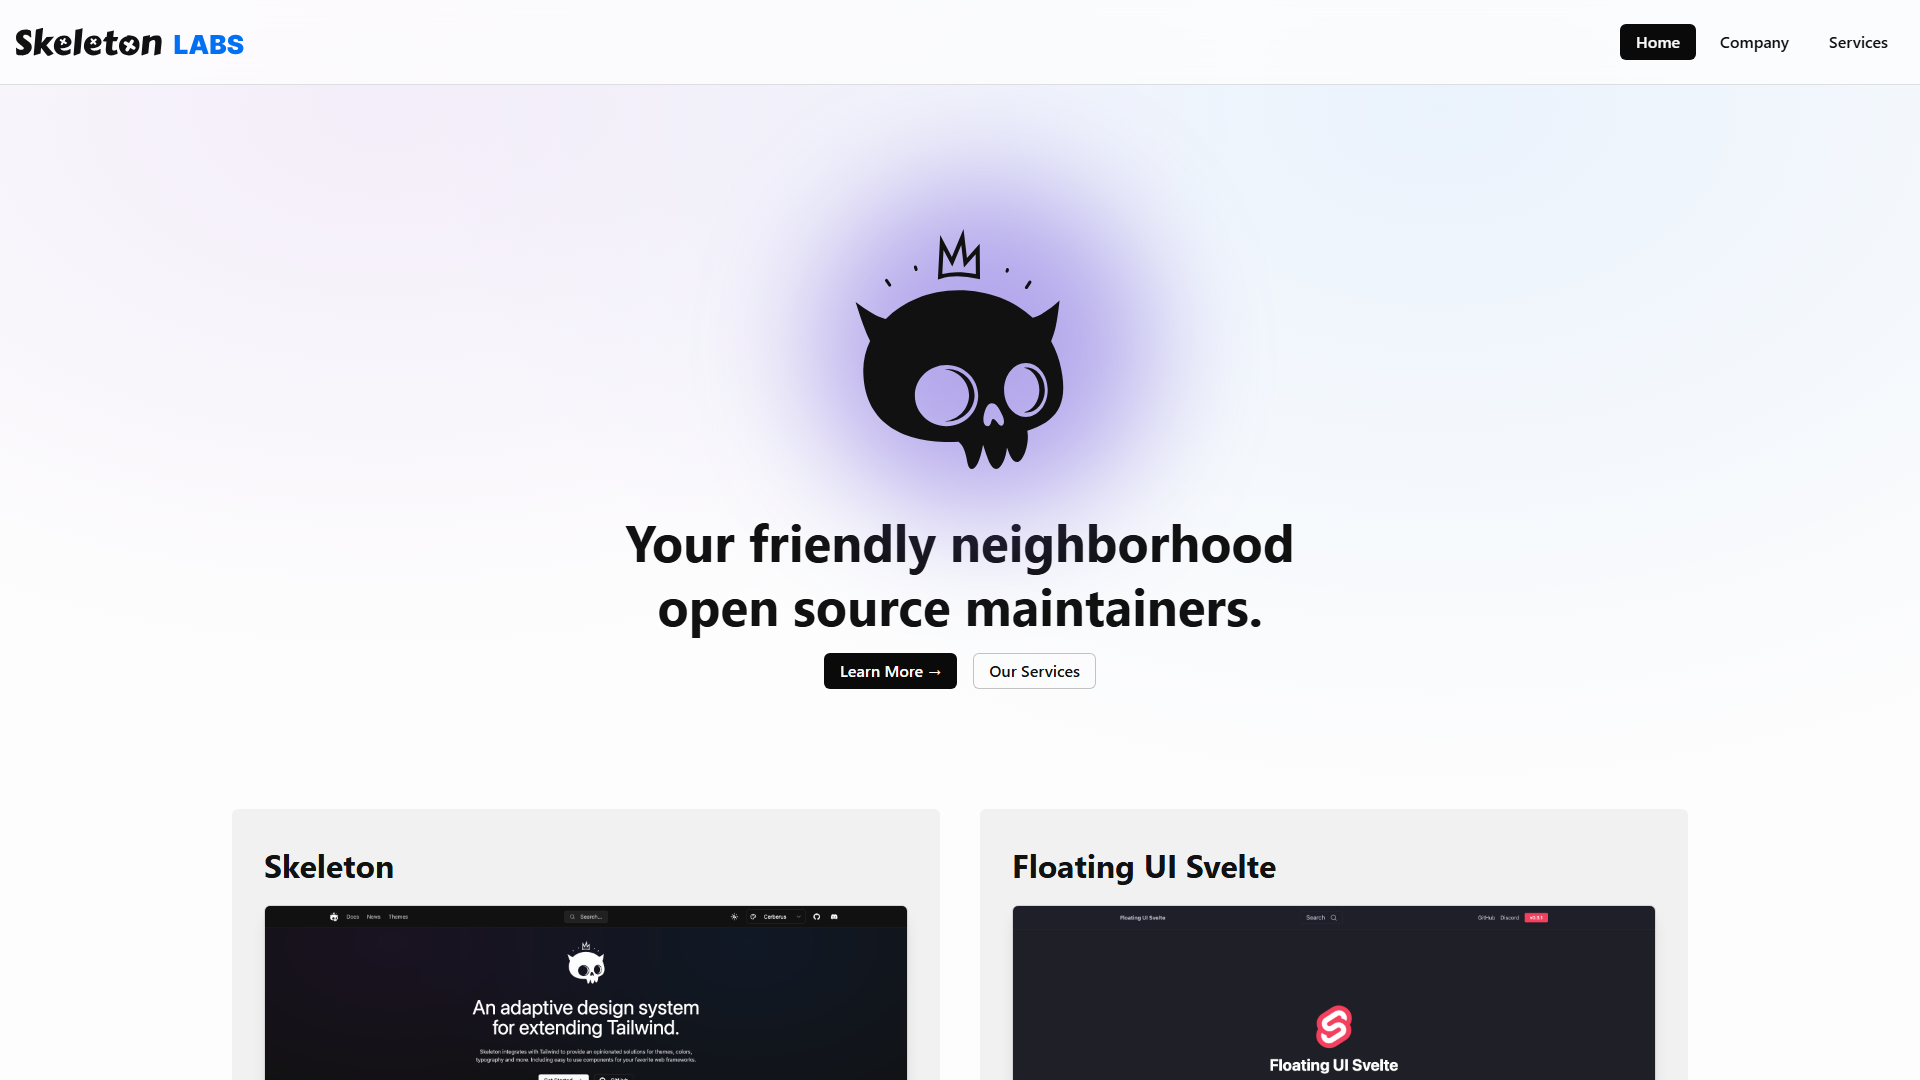 Skeleton LABS
Home
Company
Services
Your friendly neighborhood
open source maintainers.
Learn More →
Our Services
Skeleton
Docs
News
Themes
Search...
Cerberus
An adaptive design system
for extending Tailwind.
Skeleton integrates with Tailwind to provide an opinionated solutions for themes, colors,
typography and more. Including easy to use components for your favorite web frameworks.
Floating UI Svelte
Floating UI Svelte
Search
GitHub
Discord
Floating UI Svelte